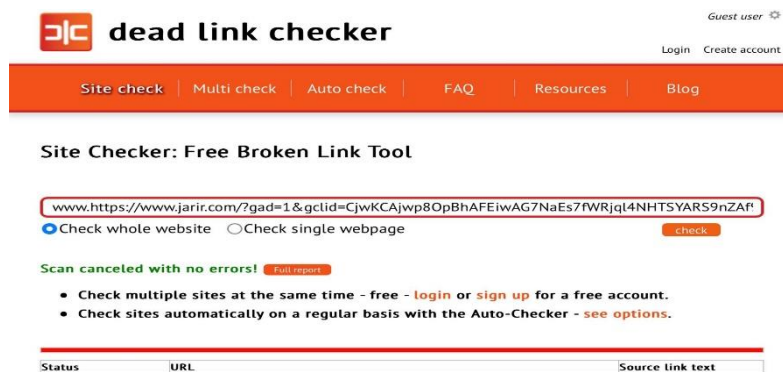 Guest user
dead link checker
Login Create account
Site check Multi check Auto check FAQ Resources Blog
Site Checker: Free Broken Link Tool
www.https://www.jarir.com/?gad=1&gclid=CjwKCAjwp8OpBhAFEiwAG7NaEs7fWRjql4NHTSYARS9nZAf
Check whole website Check single webpage
check
Scan canceled with no errors! Full report
• Check multiple sites at the same time - free - login or sign up for a free account.
• Check sites automatically on a regular basis with the Auto-Checker - see options.
Status URL Source link text